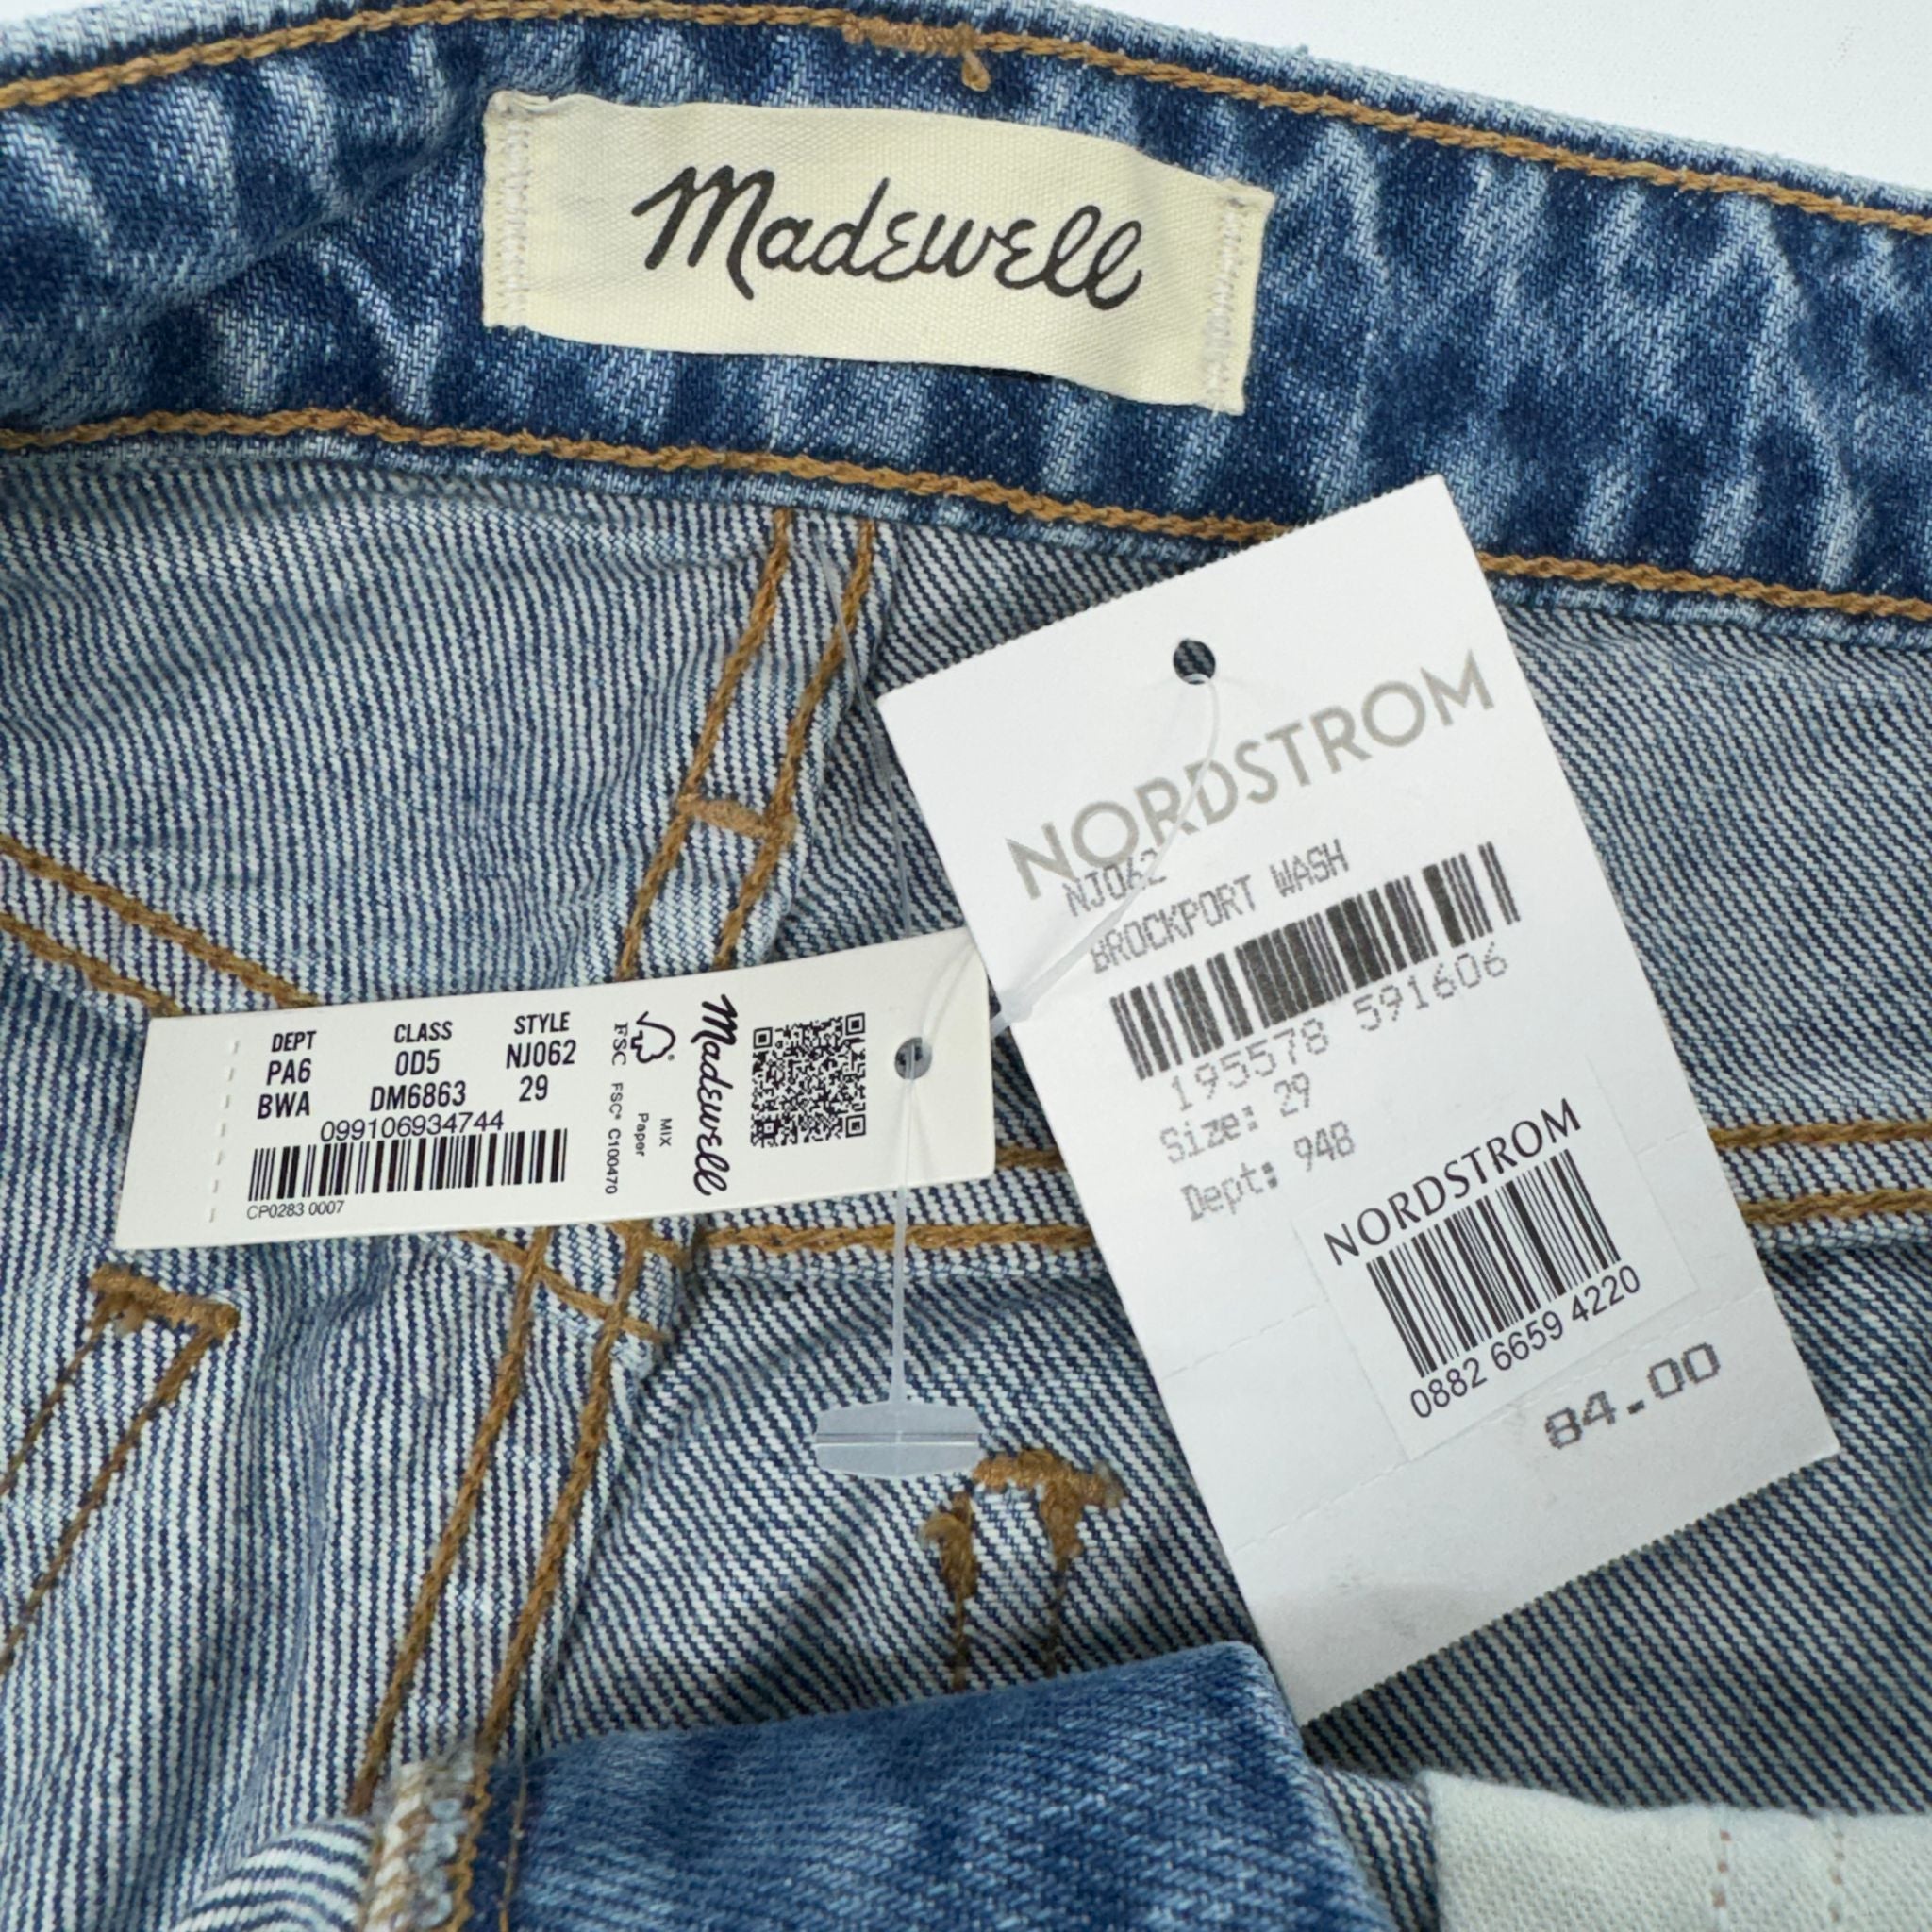 Madewell
NORDSTROM
NJ062
BROCKPORT WASH
195578 591606
Size: 29
Dept: 948
NORDSTROM
0882 6659 4220
84.00
DEPT CLASS STYLE
PA6 0D5 NJ062
BWA DM6863 29
099106934744
CP0283 0007
FSC
MIX
Paper
FSC® C100470
Madewell